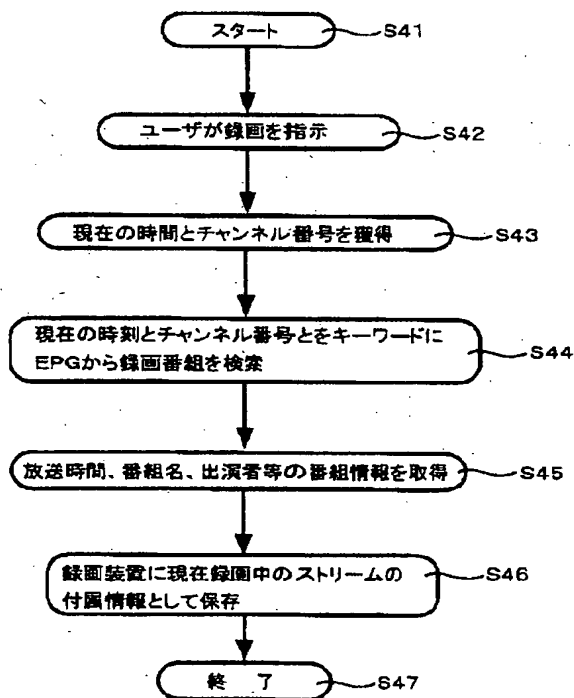 スタート S41
ユーザが録画を指示 S42
現在の時間とチャンネル番号を獲得 S43
現在の時刻とチャンネル番号とをキーワードに
EPGから録画番組を検索 S44
放送時間、番組名、出演者等の番組情報を取得 S45
録画装置に現在録画中のストリームの S46
付属情報として保存
終 了 S47